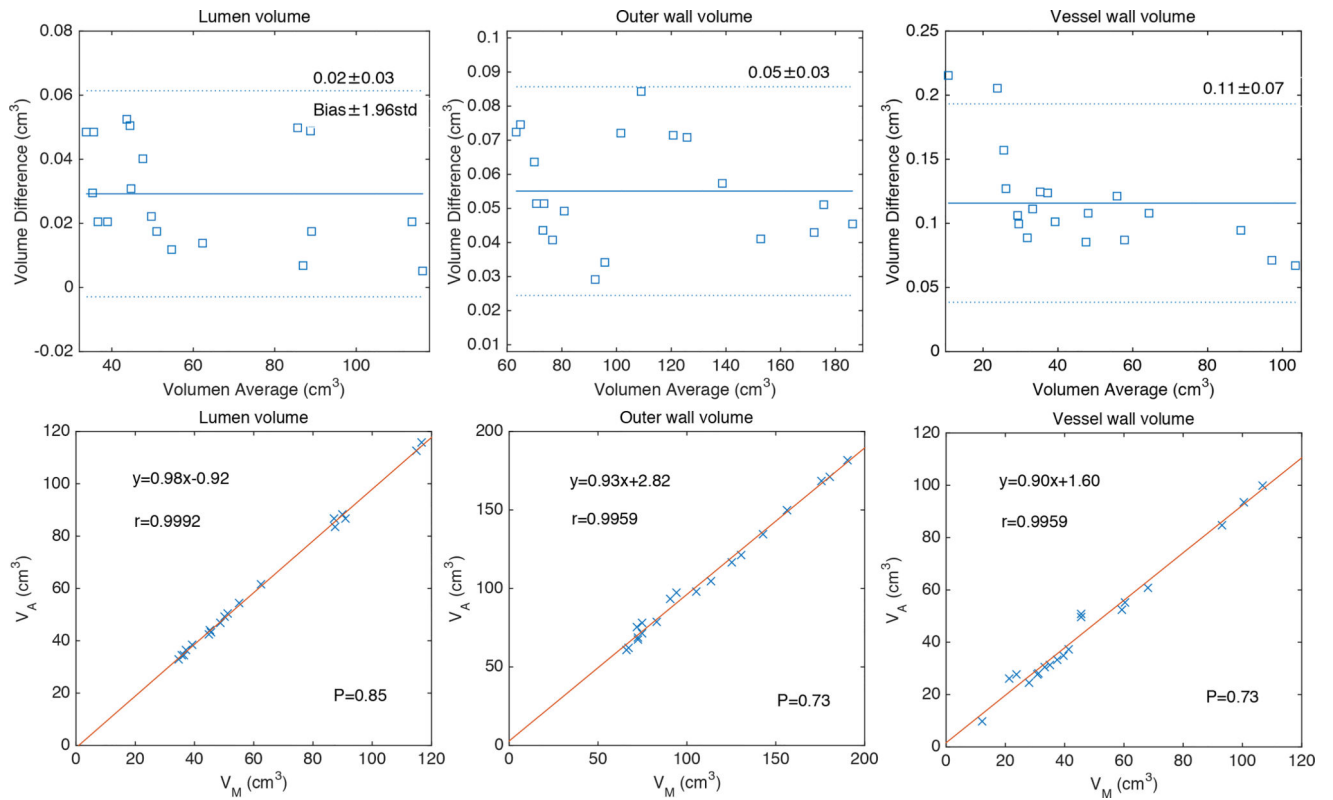 Lumen volume
0.08
0.06
0.04
0.02
0
-0.02
40
60
80
100
Volume Difference (cm³)
Volumen Average (cm³)
0.02±0.03
Bias±1.96std
Outer wall volume
0.1
0.09
0.08
0.07
0.06
0.05
0.04
0.03
0.02
0.01
60
80
100
120
140
160
180
Volume Difference (cm³)
Volumen Average (cm³)
0.05±0.03
Vessel wall volume
0.25
0.2
0.15
0.1
0.05
0
20
40
60
80
100
Volume Difference (cm³)
Volumen Average (cm³)
0.11±0.07
Lumen volume
120
100
80
60
40
20
0
0
20
40
60
80
100
120
V_A (cm³)
V_M (cm³)
y=0.98x-0.92
r=0.9992
P=0.85
Outer wall volume
200
150
100
50
0
0
50
100
150
200
V_A (cm³)
V_M (cm³)
y=0.93x+2.82
r=0.9959
P=0.73
Vessel wall volume
120
100
80
60
40
20
0
0
20
40
60
80
100
120
V_A (cm³)
V_M (cm³)
y=0.90x+1.60
r=0.9959
P=0.73